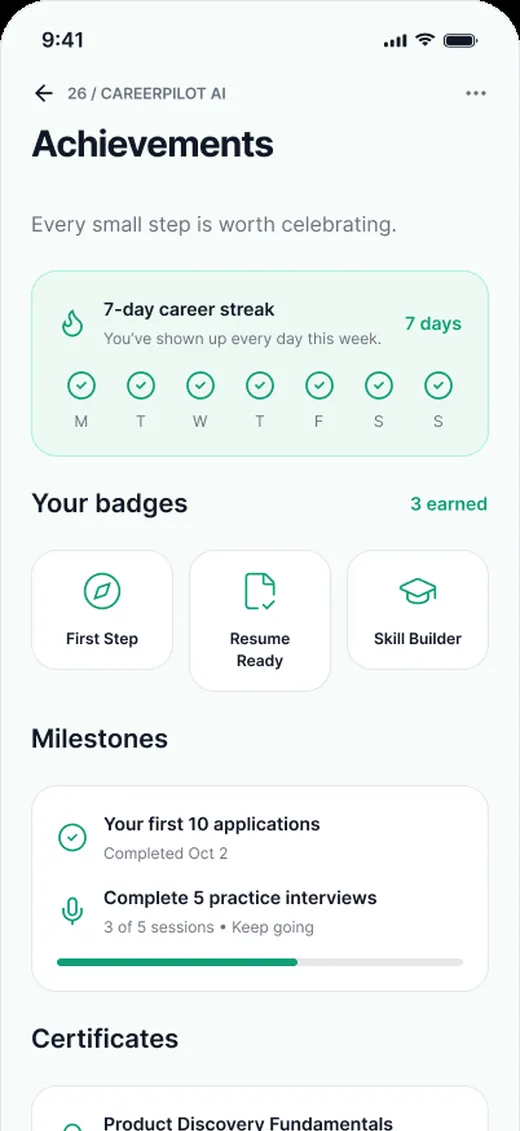 9:41
26 / CAREERPILOT AI
Achievements
Every small step is worth celebrating.
7-day career streak
You've shown up every day this week.
7 days
M T W T F S S
Your badges
3 earned
First Step
Resume
Ready
Skill Builder
Milestones
Your first 10 applications
Completed Oct 2
Complete 5 practice interviews
3 of 5 sessions • Keep going
Certificates
Product Discovery Fundamentals